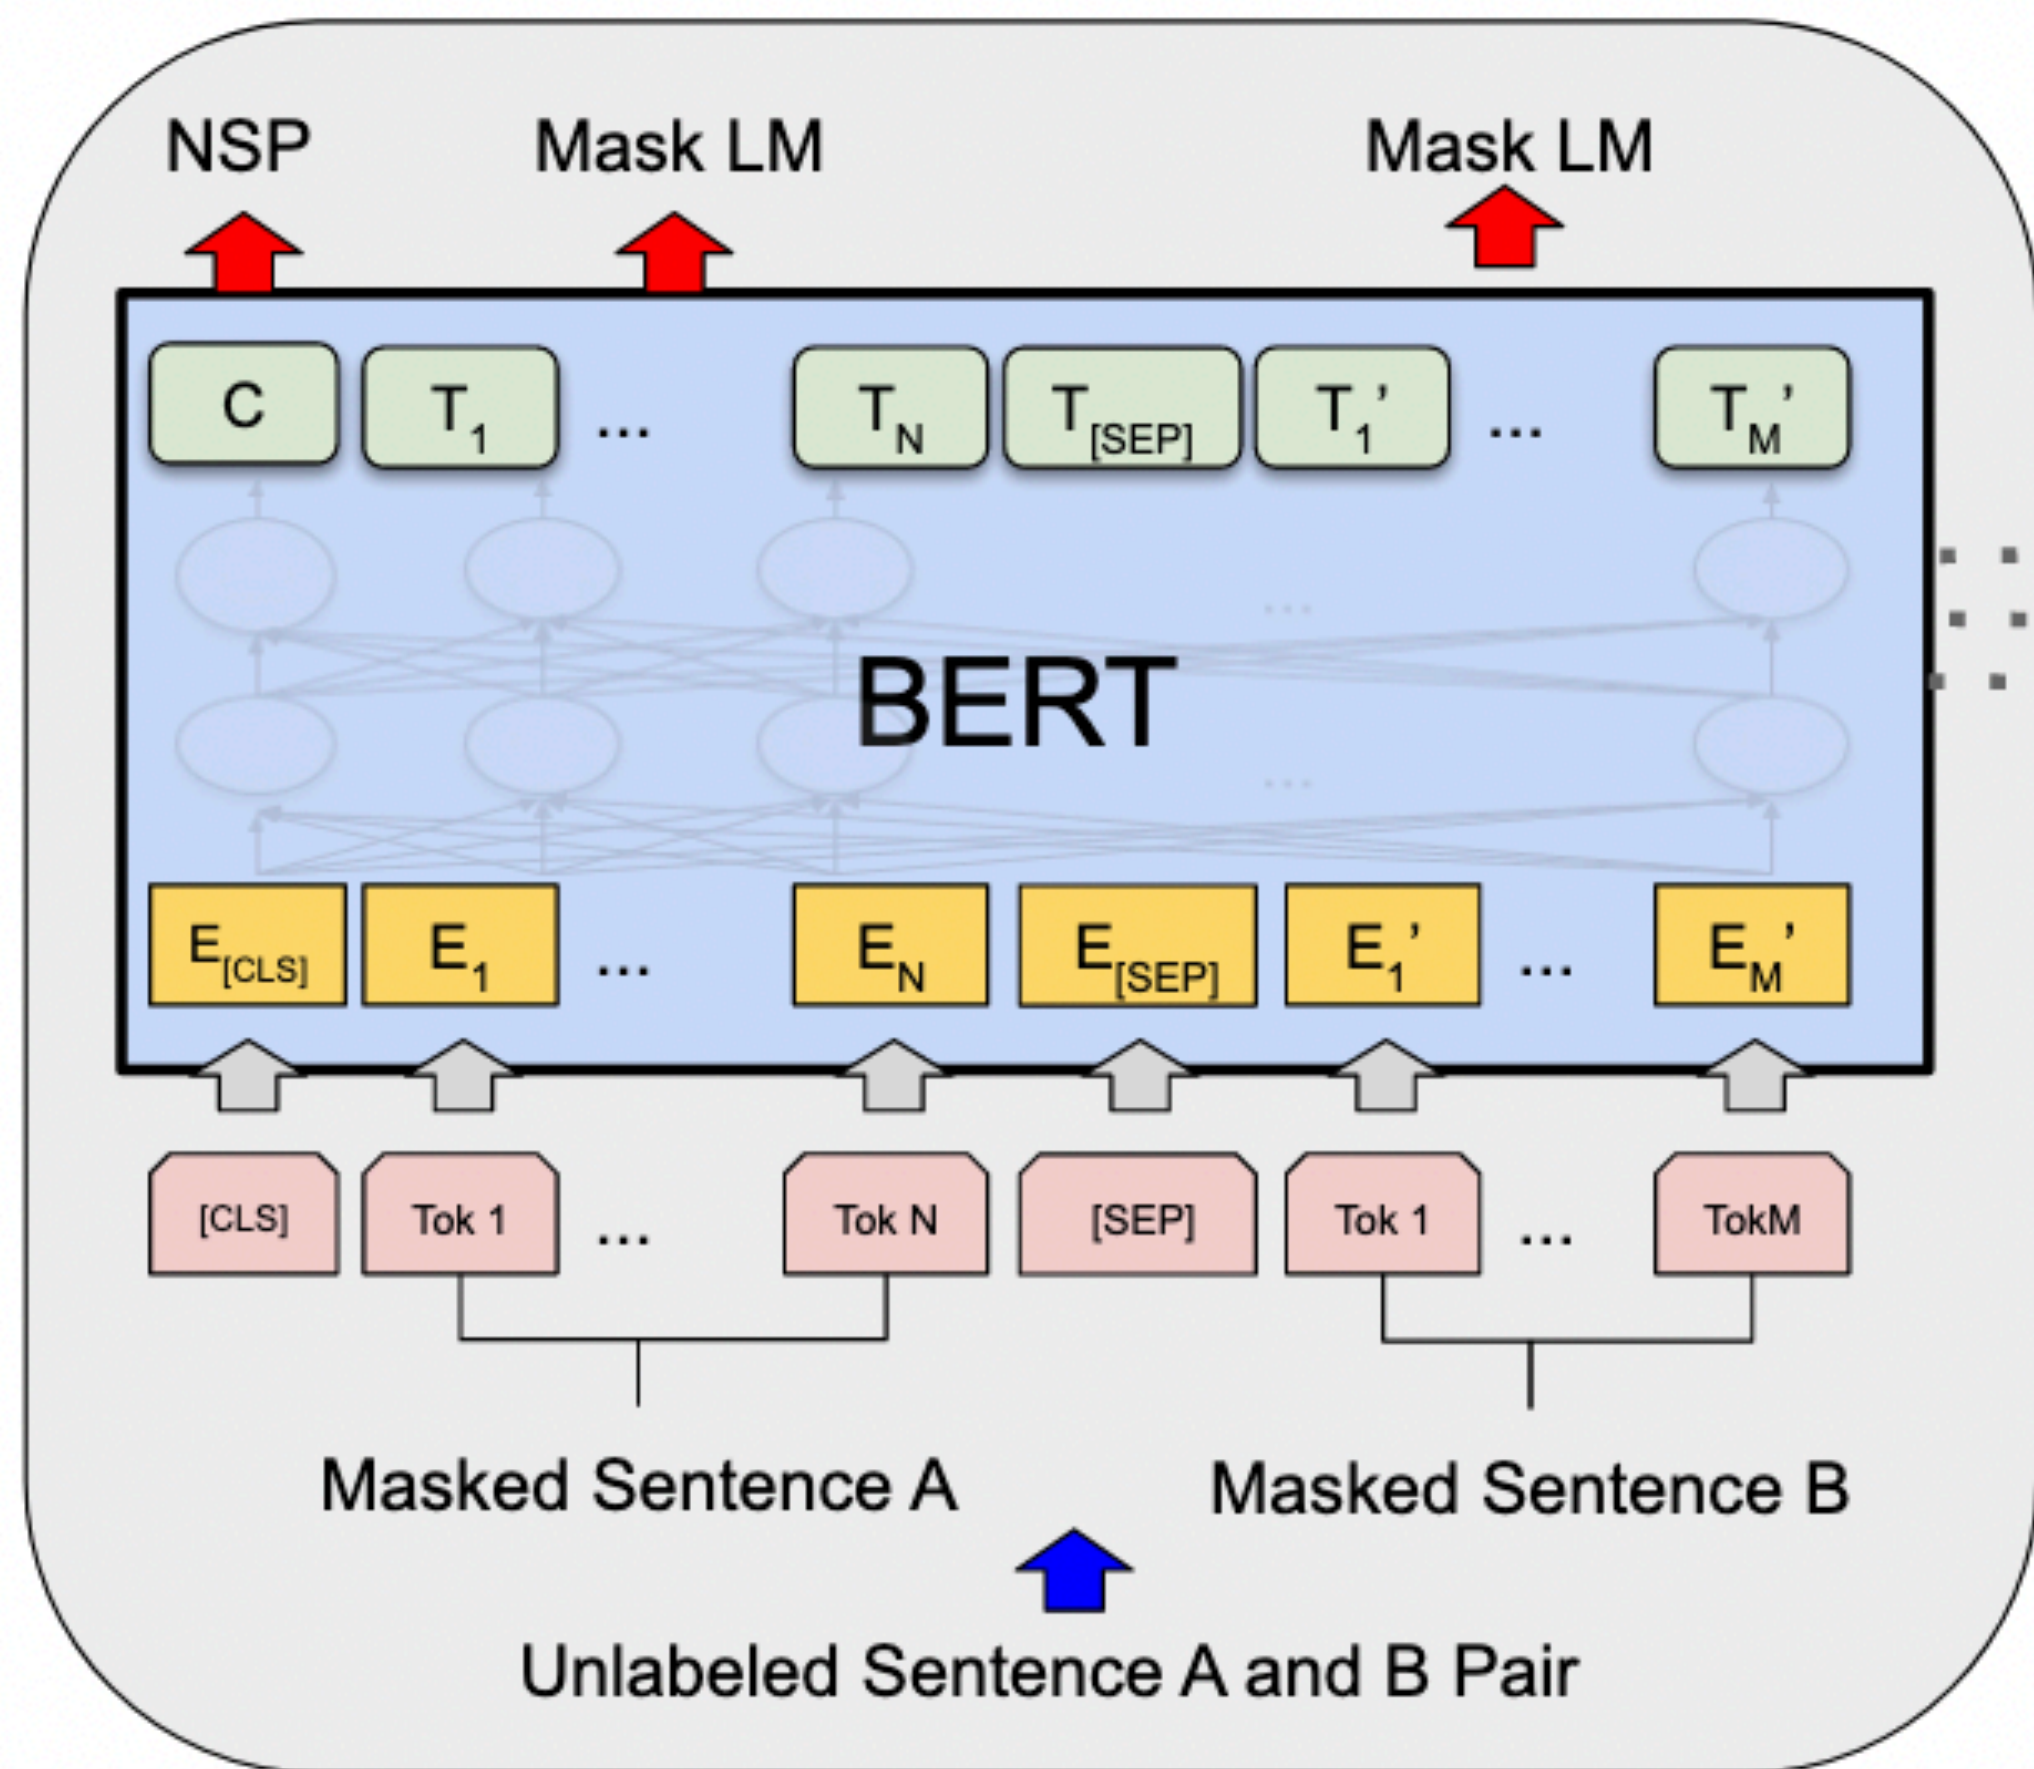 NSP Mask LM Mask LM
C T1 ... TN T[SEP] T1’ ... TM’
...
BERT
...
E[CLS] E1 ... EN E[SEP] E1’ ... EM’
[CLS] Tok 1 ... Tok N [SEP] Tok 1 ... TokM
Masked Sentence A Masked Sentence B
Unlabeled Sentence A and B Pair